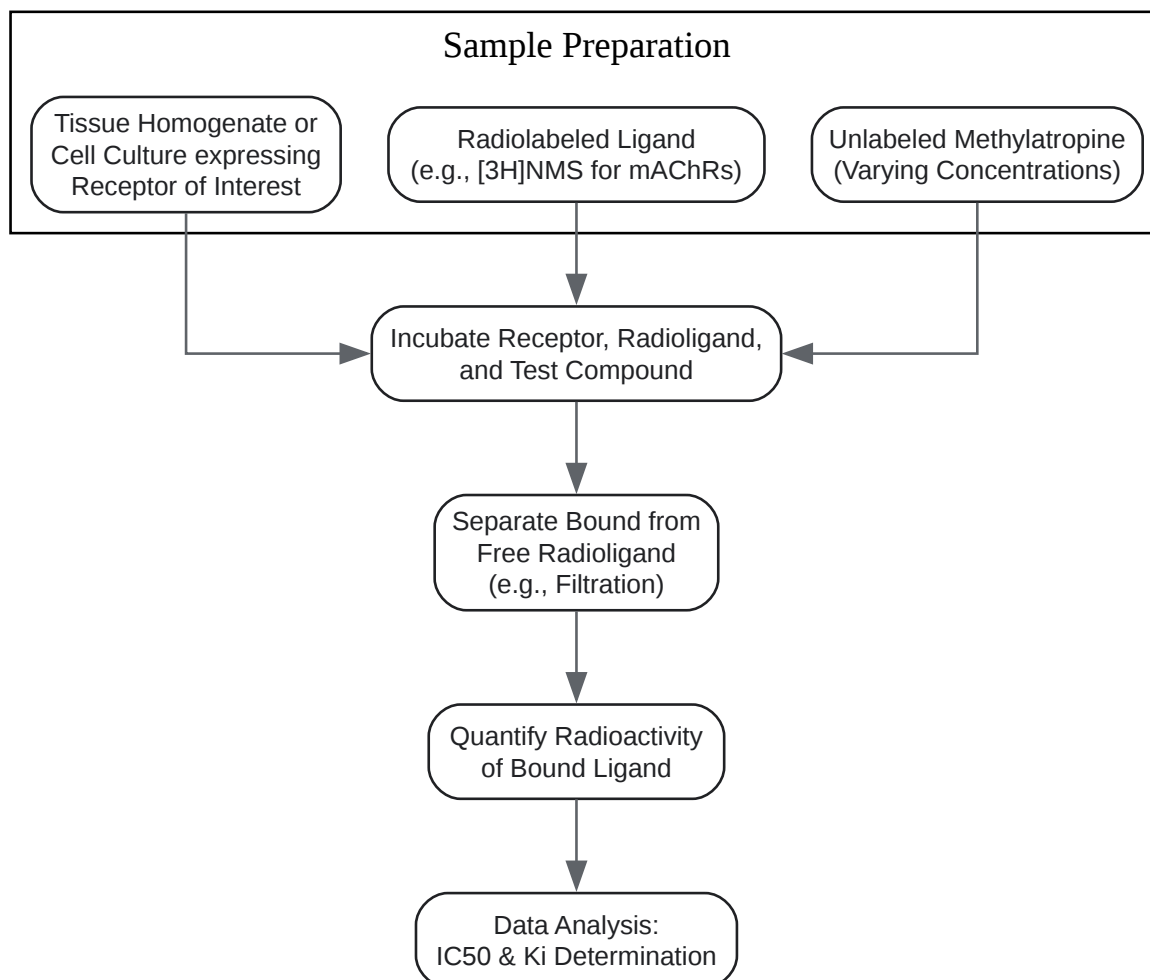 Sample Preparation
Tissue Homogenate or
Cell Culture expressing
Receptor of Interest
Radiolabeled Ligand
(e.g., [3H]NMS for mAChRs)
Unlabeled Methylatropine
(Varying Concentrations)
Incubate Receptor, Radioligand,
and Test Compound
Separate Bound from
Free Radioligand
(e.g., Filtration)
Quantify Radioactivity
of Bound Ligand
Data Analysis:
IC50 & Ki Determination